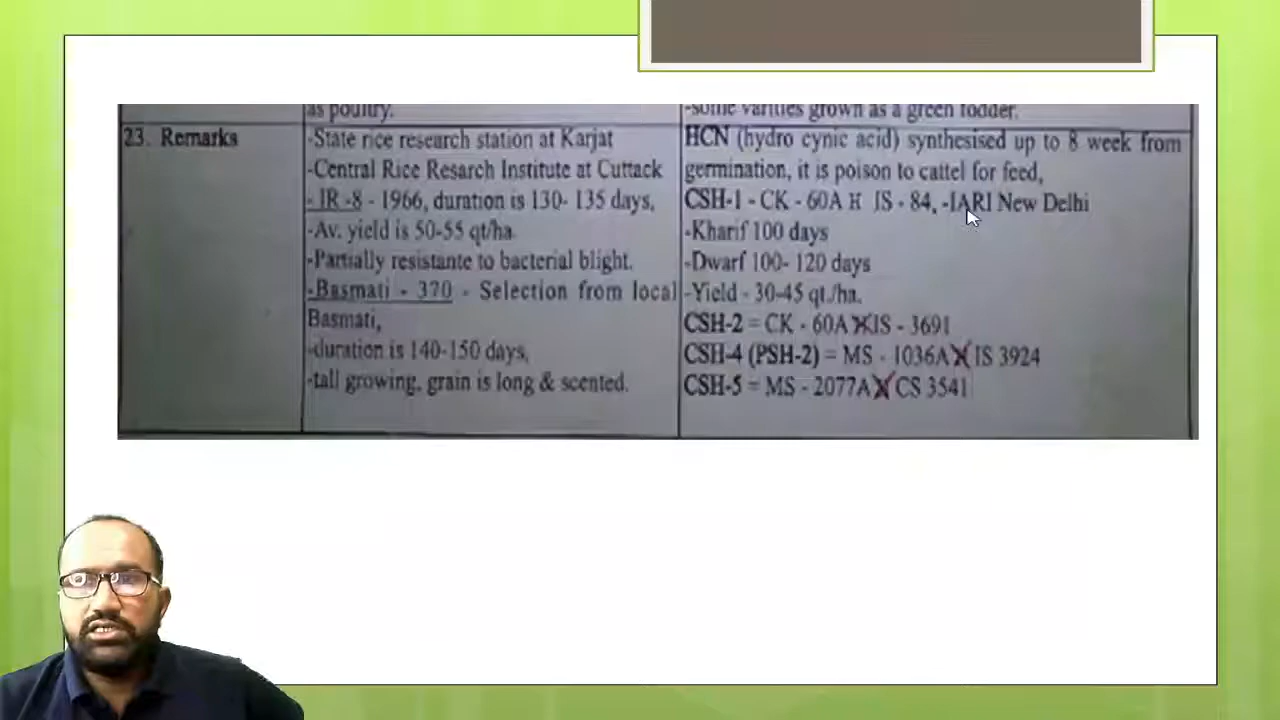 as poultry.
-some varities grown as a green fodder.
23. Remarks
-State rice research station at Karjat
-Central Rice Resarch Institute at Cuttack
- IR -8 - 1966, duration is 130- 135 days,
-Av. yield is 50-55 qt/ha
-Partially resistante to bacterial blight.
-Basmati - 370 - Selection from local
Basmati,
-duration is 140-150 days,
-tall growing, grain is long & scented.
HCN (hydro cynic acid) synthesised up to 8 week from
germination, it is poison to cattel for feed,
CSH-1 - CK - 60A IS - 84, -IARI New Delhi
-Kharif 100 days
-Dwarf 100- 120 days
-Yield - 30-45 qt./ha.
CSH-2 = CK - 60A X IS - 3691
CSH-4 (PSH-2) = MS - 1036A X IS 3924
CSH-5 = MS - 2077A X CS 3541